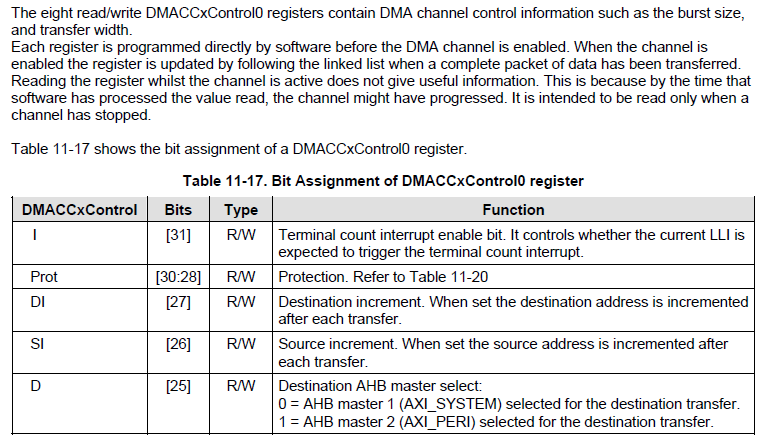 The eight read/write DMACCxControl0 registers contain DMA channel control information such as the burst size,
and transfer width.
Each register is programmed directly by software before the DMA channel is enabled. When the channel is
enabled the register is updated by following the linked list when a complete packet of data has been transferred.
Reading the register whilst the channel is active does not give useful information. This is because by the time that
software has processed the value read, the channel might have progressed. It is intended to be read only when a
channel has stopped.
Table 11-17 shows the bit assignment of a DMACCxControl0 register.
Table 11-17. Bit Assignment of DMACCxControl0 register
DMACCxControl Bits Type Function
I [31] R/W Terminal count interrupt enable bit. It controls whether the current LLI is
expected to trigger the terminal count interrupt.
Prot [30:28] R/W Protection. Refer to Table 11-20
DI [27] R/W Destination increment. When set the destination address is incremented
after each transfer.
SI [26] R/W Source increment. When set the source address is incremented after
each transfer.
D [25] R/W Destination AHB master select:
0 = AHB master 1 (AXI_SYSTEM) selected for the destination transfer.
1 = AHB master 2 (AXI_PERI) selected for the destination transfer.